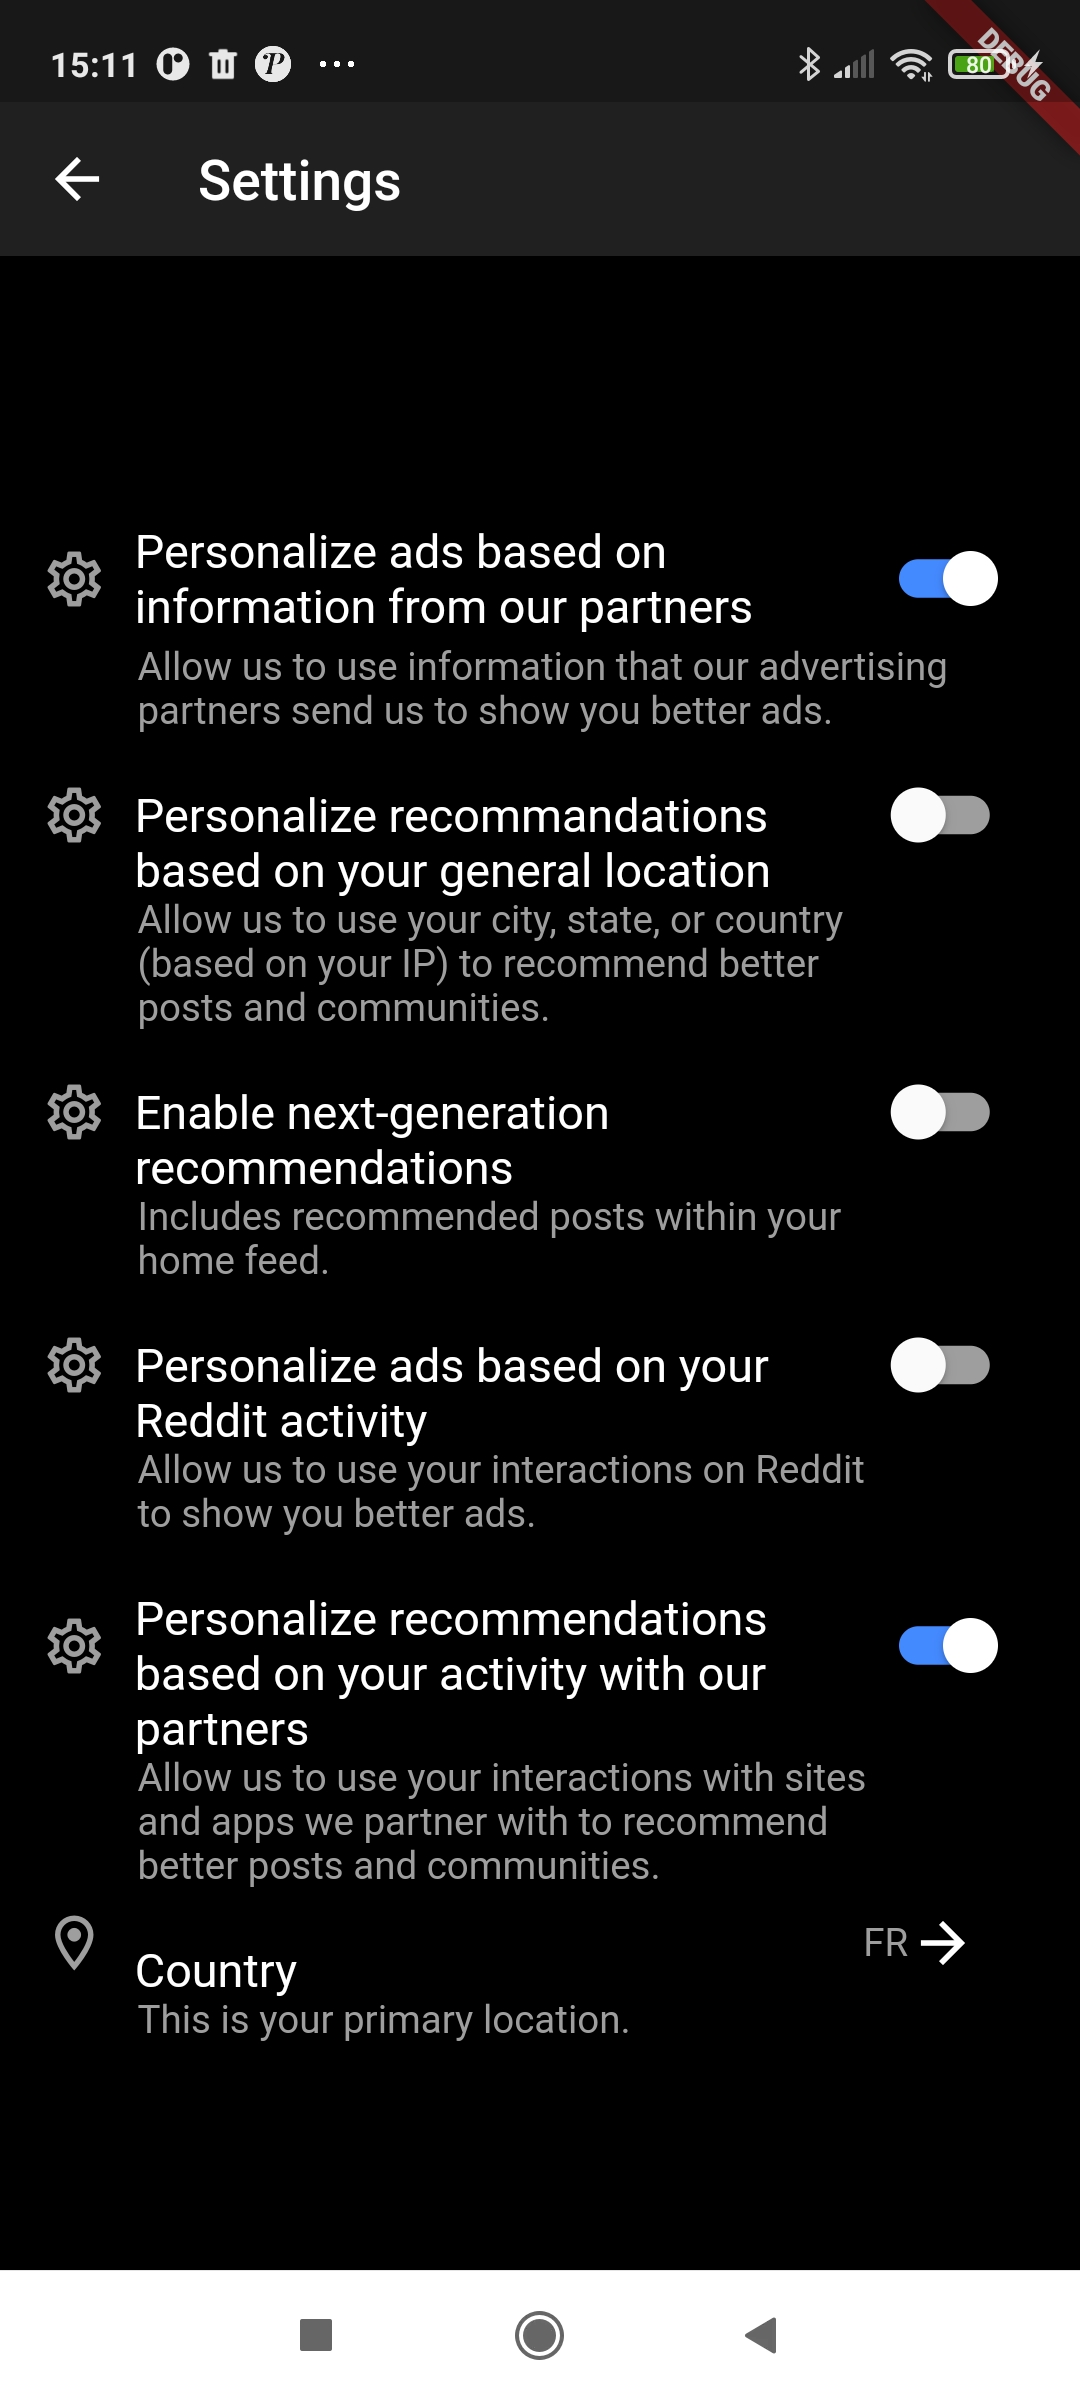 15:11
80
DEBUG
Settings
Personalize ads based on
information from our partners
Allow us to use information that our advertising
partners send us to show you better ads.
Personalize recommandations
based on your general location
Allow us to use your city, state, or country
(based on your IP) to recommend better
posts and communities.
Enable next-generation
recommendations
Includes recommended posts within your
home feed.
Personalize ads based on your
Reddit activity
Allow us to use your interactions on Reddit
to show you better ads.
Personalize recommendations
based on your activity with our
partners
Allow us to use your interactions with sites
and apps we partner with to recommend
better posts and communities.
FR
Country
This is your primary location.